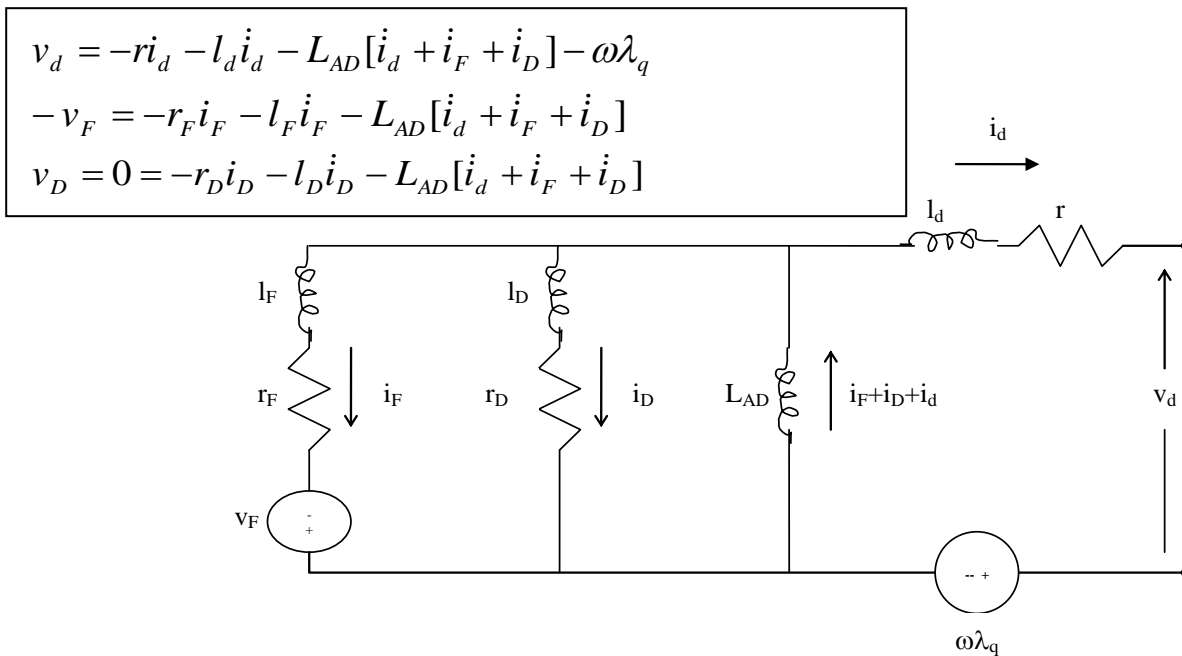 v_d = −ri_d − l_d i̇_d − L_AD[i̇_d + i̇_F + i̇_D] − ωλ_q
− v_F = −r_F i_F − l_F i̇_F − L_AD[i̇_d + i̇_F + i̇_D]
v_D = 0 = −r_D i_D − l_D i̇_D − L_AD[i̇_d + i̇_F + i̇_D]
i_d
l_d r
l_F l_D
r_F i_F r_D i_D L_AD i_F+i_D+i_d v_d
v_F - +
-- +
ωλ_q